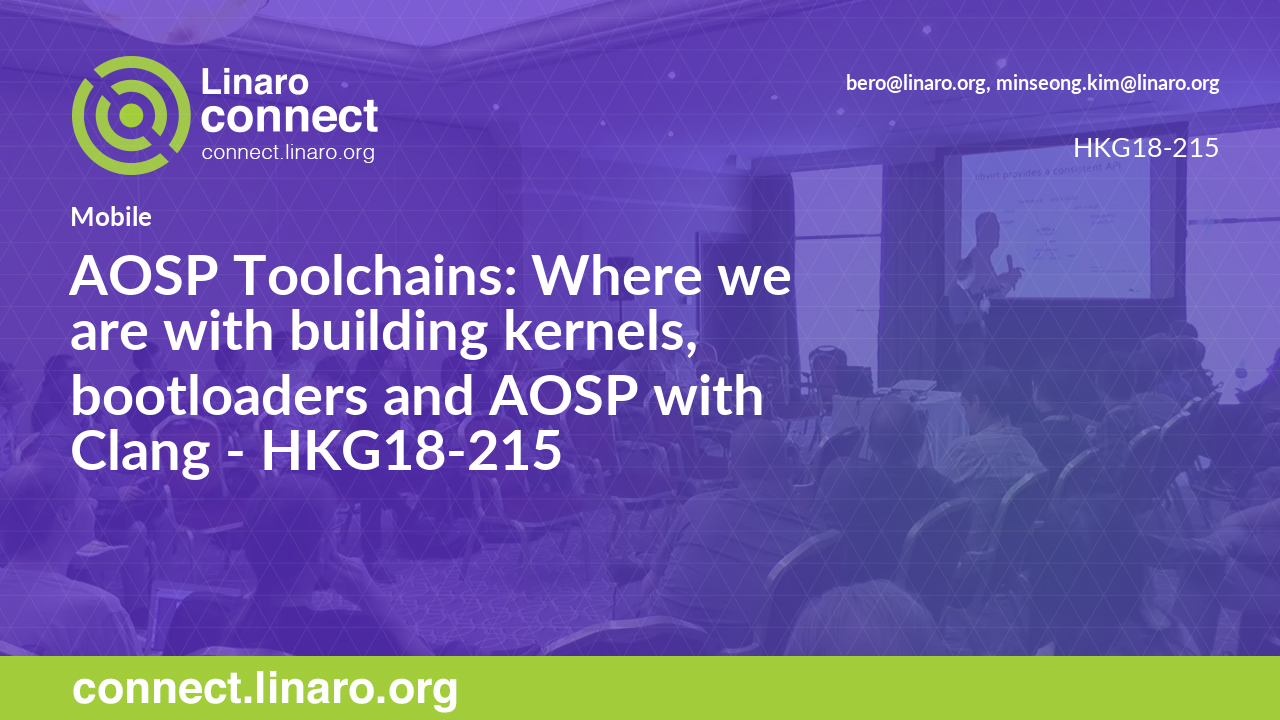 Linaro
connect
connect.linaro.org
bero@linaro.org, minseong.kim@linaro.org
HKG18-215
Mobile
AOSP Toolchains: Where we
are with building kernels,
bootloaders and AOSP with
Clang - HKG18-215
connect.linaro.org